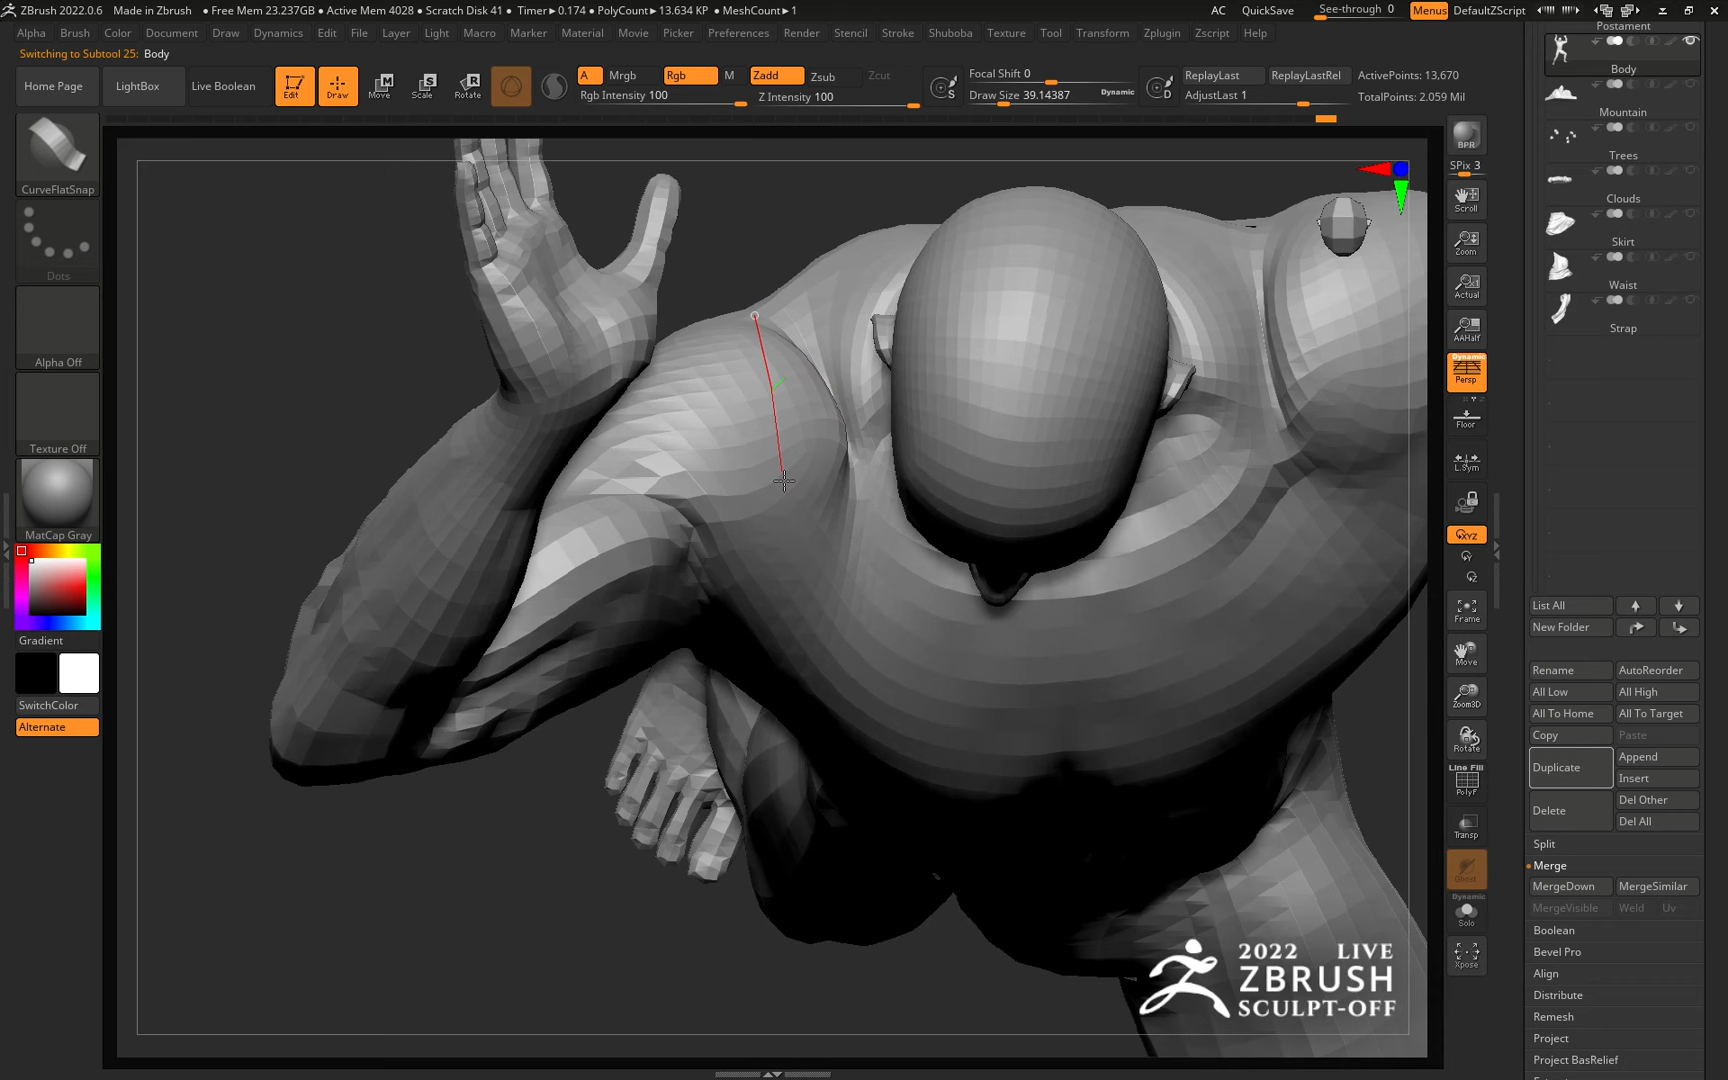 ZBrush 2022.0.6 Made in Zbrush • Free Mem 23.237GB • Active Mem 4028 • Scratch Disk 41 • Timer▸0.174 • PolyCount▸13.634 KP • MeshCount▸1 AC QuickSave See-through 0 Menus DefaultZScript
Alpha Brush Color Document Draw Dynamics Edit File Layer Light Macro Marker Material Movie Picker Preferences Render Stencil Stroke Shuboba Texture Tool Transform Zplugin Zscript Help
Switching to Subtool 25: Body
Home Page LightBox Live Boolean Edit Draw Move Scale Rotate
A Mrgb Rgb M Zadd Zsub Zcut
Rgb Intensity 100 Z Intensity 100
S
Focal Shift 0
Draw Size 39.14387 Dynamic
D
ReplayLast ReplayLastRel ActivePoints: 13,670
AdjustLast 1 TotalPoints: 2.059 Mil
CurveFlatSnap
Dots
Alpha Off
Texture Off
MatCap Gray
Gradient
SwitchColor
Alternate
BPR
SPix 3
Scroll
Zoom
Actual
AAHalf
Dynamic
Persp
Floor
L.Sym
XYZ
Y
Z
Frame
Move
Zoom3D
Rotate
Line Fill
PolyF
Transp
Ghost
Dynamic
Solo
Xpose
Postament
Body
Mountain
Trees
Clouds
Skirt
Waist
Strap
List All
New Folder
Rename AutoReorder
All Low All High
All To Home All To Target
Copy Paste
Duplicate Append
Insert
Delete Del Other
Del All
Split
Merge
MergeDown MergeSimilar
MergeVisible Weld Uv
Boolean
Bevel Pro
Align
Distribute
Remesh
Project
Project BasRelief
2022 LIVE
ZBRUSH
SCULPT-OFF